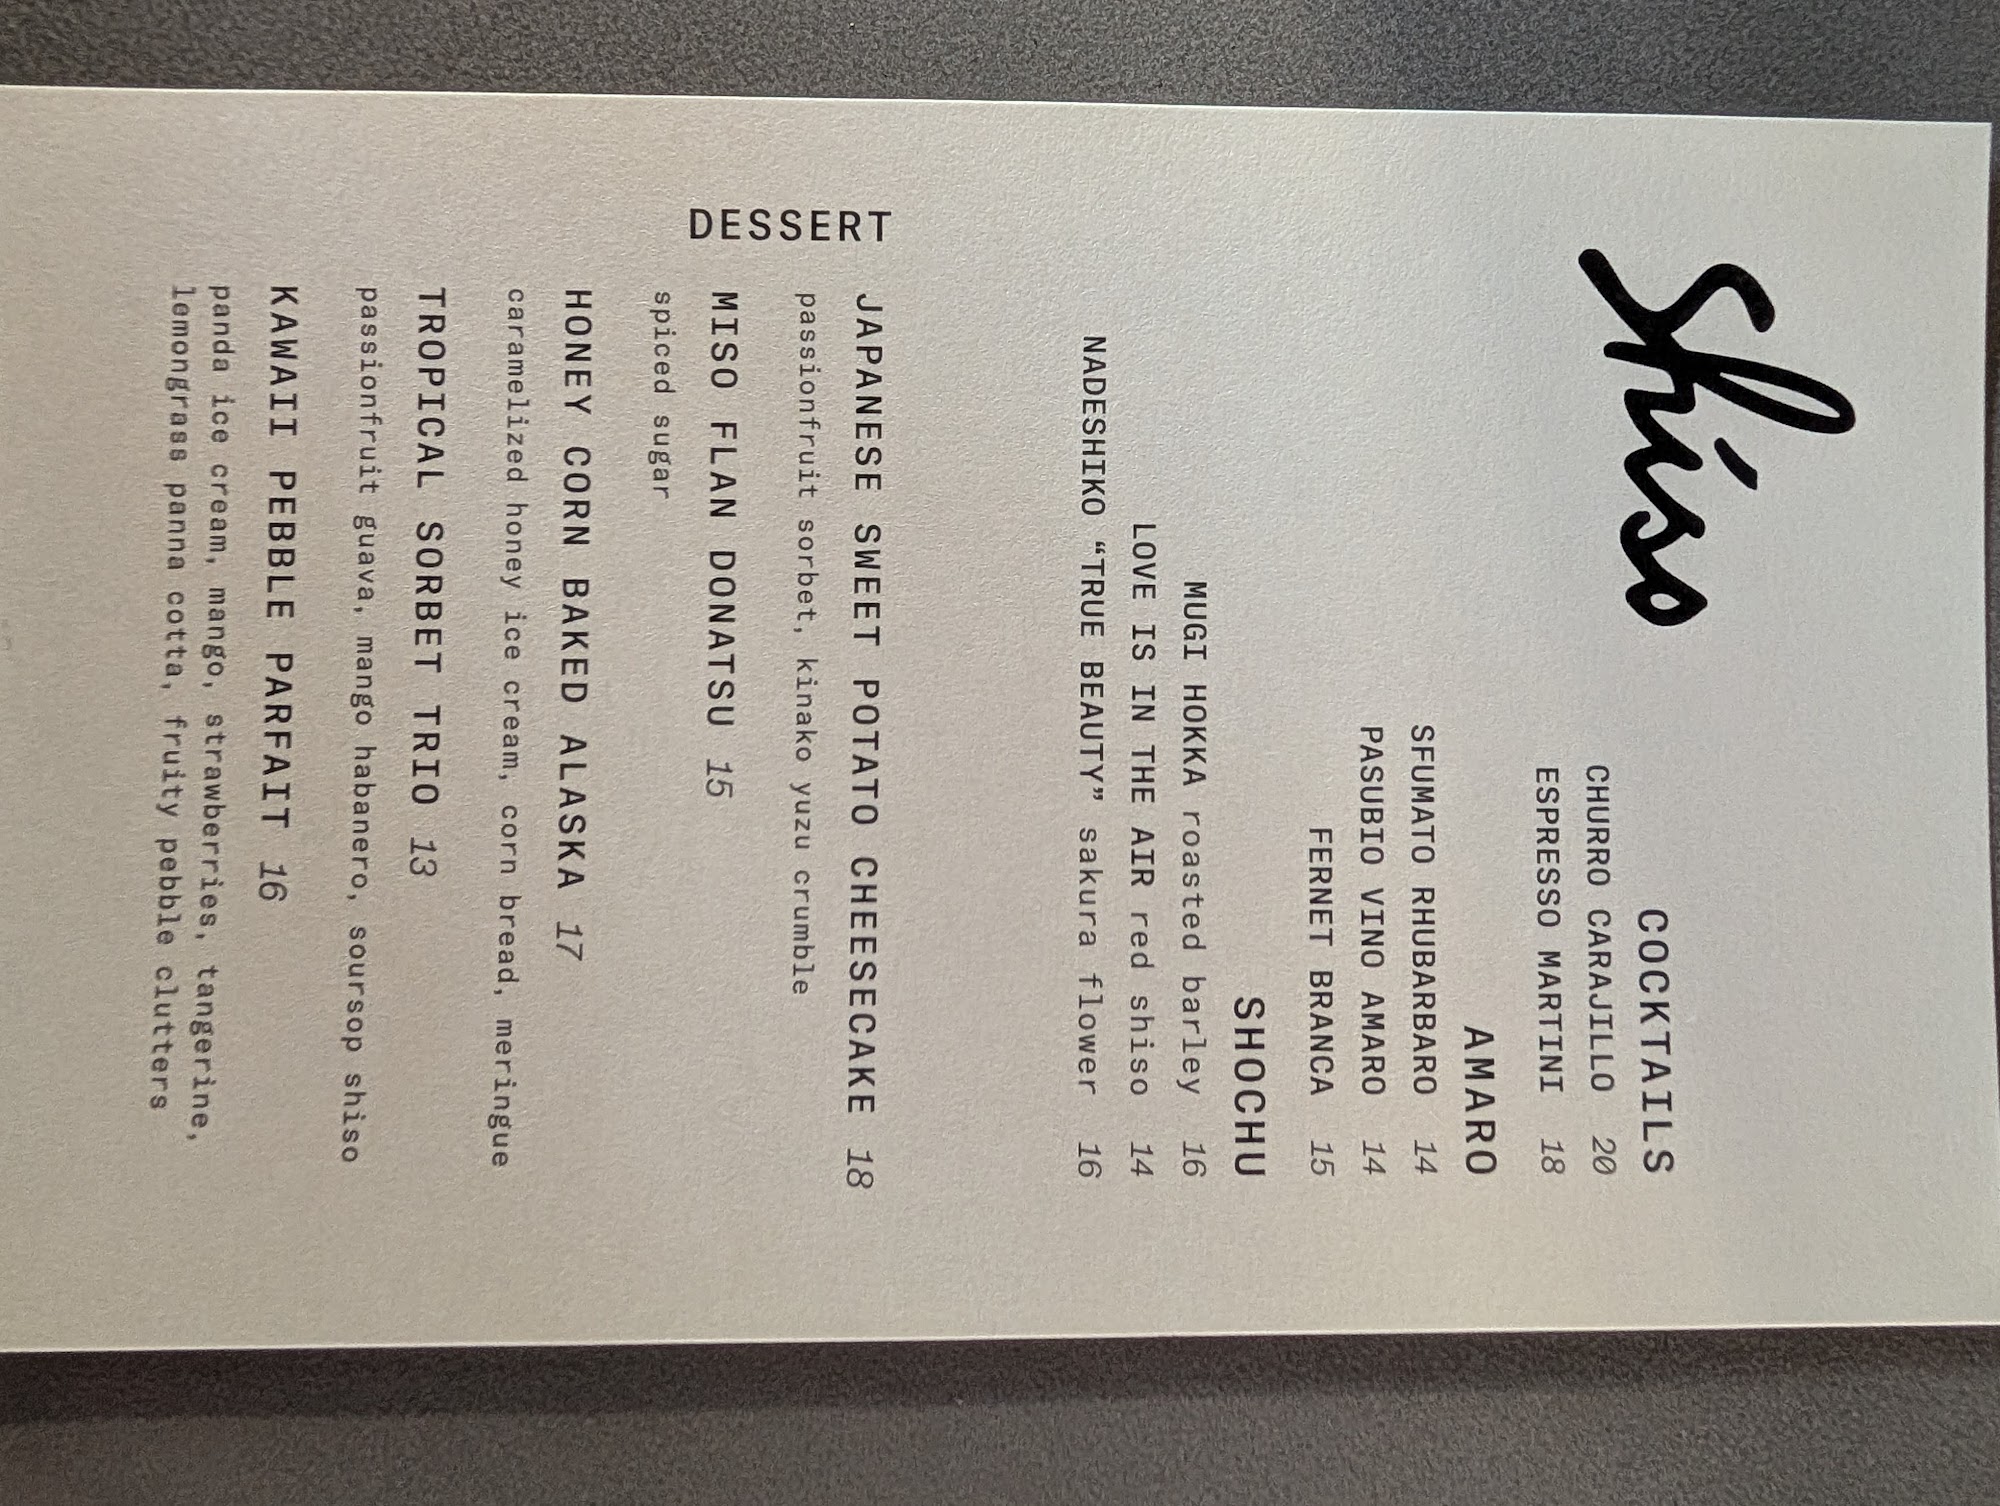 Shiso
COCKTAILS
CHURRO CARAJILLO 20
ESPRESSO MARTINI 18
AMARO
SFUMATO RHUBARBARO 14
PASUBIO VINO AMARO 14
FERNET BRANCA 15
SHOCHU
MUGI HOKKA roasted barley 16
LOVE IS IN THE AIR red shiso 14
NADESHIKO “TRUE BEAUTY” sakura flower 16
DESSERT
JAPANESE SWEET POTATO CHEESECAKE 18
passionfruit sorbet, kinako yuzu crumble
MISO FLAN DONATSU 15
spiced sugar
HONEY CORN BAKED ALASKA 17
caramelized honey ice cream, corn bread, meringue
TROPICAL SORBET TRIO 13
passionfruit guava, mango habanero, soursop shiso
KAWAII PEBBLE PARFAIT 16
panda ice cream, mango, strawberries, tangerine,
lemongrass panna cotta, fruity pebble clutters